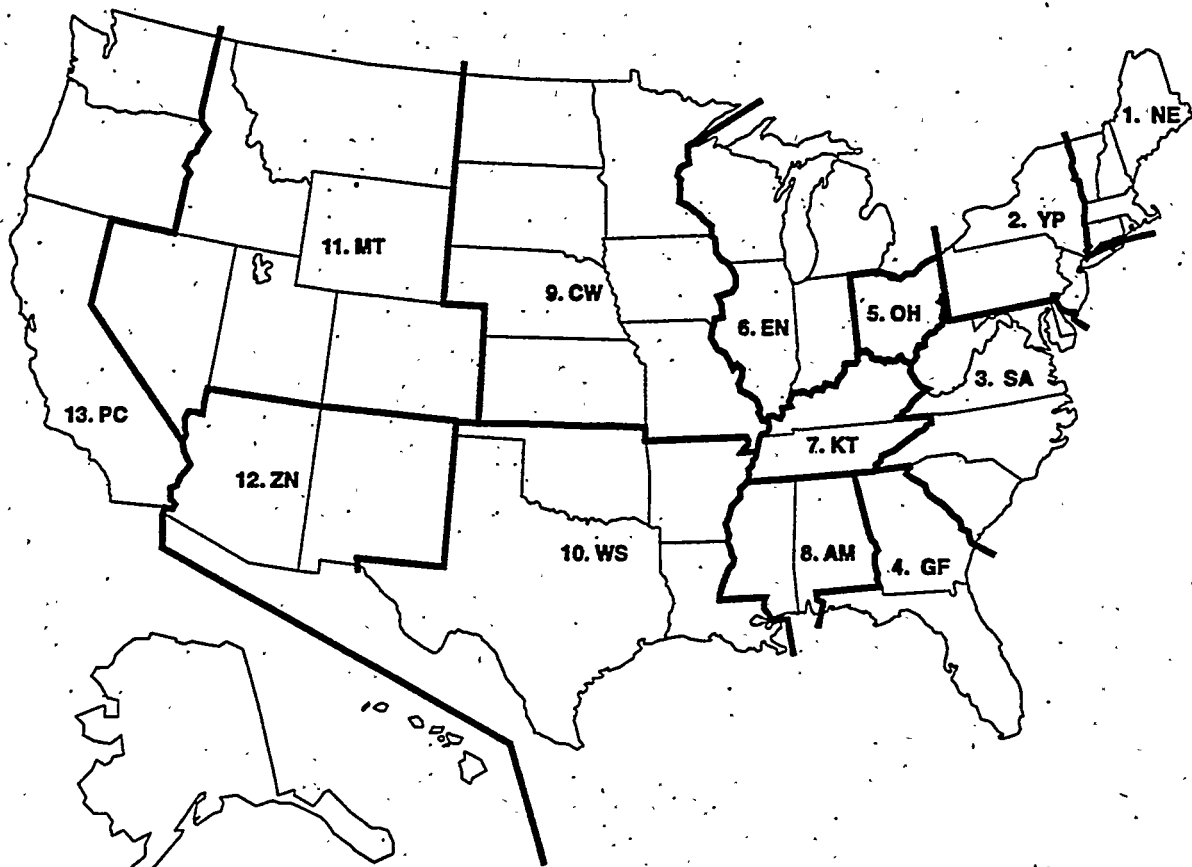 1. NE
2. YP
11. MT
9. CW
5. OH
6. EN
3. SA
13. PC
7. KT
12. ZN
10. WS
8. AM
4. GF